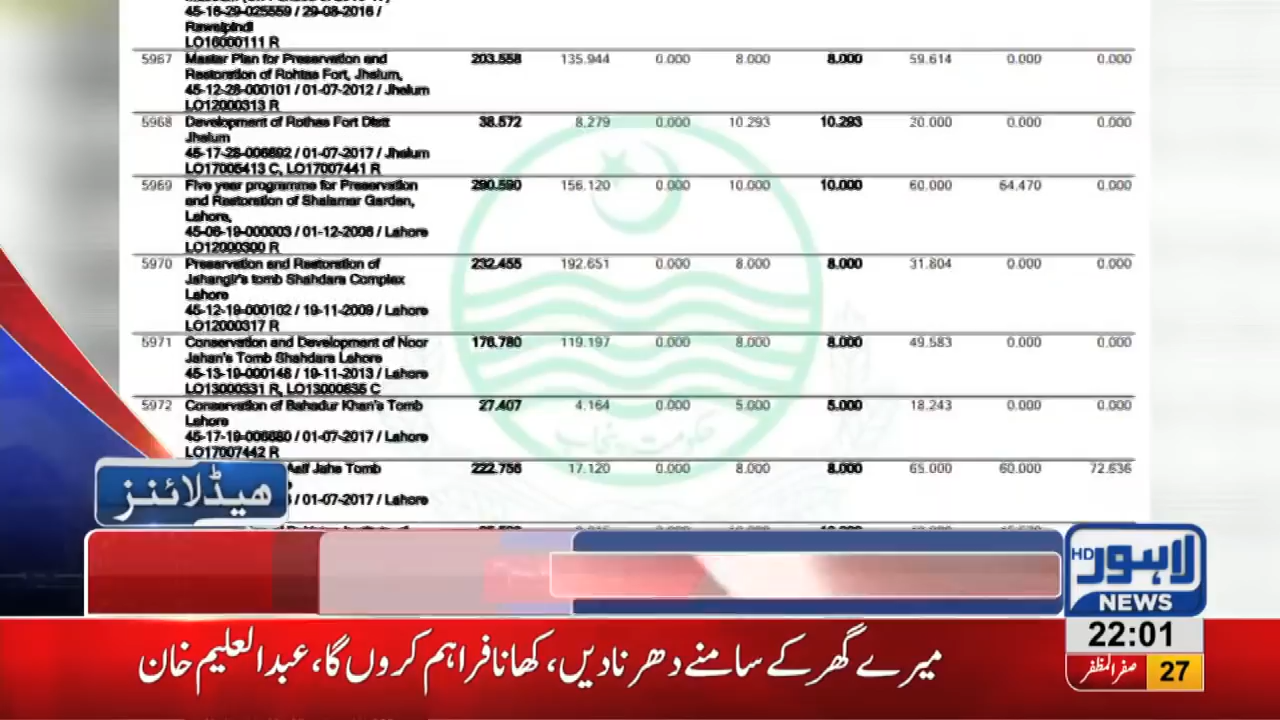 45-16-29-025559 / 29-08-2016 /
Rawalpindi
LO16000111 R
5967 Master Plan for Preservation and 203.558 135.944 0.000 8.000 8.000 59.614 0.000 0.000
Restoration of Rohtas Fort, Jhelum,
45-12-28-000101 / 01-07-2012 / Jhelum
LO12000313 R
5968 Development of Rothas Fort Distt 38.572 8.279 0.000 10.293 10.293 20.000 0.000 0.000
Jhelum
45-17-28-006892 / 01-07-2017 / Jhelum
LO17006413 C, LO17007441 R
5969 Five year programme for Preservation 290.590 156.120 0.000 10.000 10.000 60.000 64.470 0.000
and Restoration of Shalamar Garden,
Lahore,
45-06-19-000003 / 01-12-2006 / Lahore
LO12000300 R
5970 Preservation and Restoration of 232.455 192.651 0.000 8.000 8.000 31.804 0.000 0.000
Jahangir's tomb Shahdara Complex
Lahore
45-12-19-000102 / 19-11-2009 / Lahore
LO12000317 R
5971 Conservation and Development of Noor 176.780 119.197 0.000 8.000 8.000 49.583 0.000 0.000
Jahan's Tomb Shahdara Lahore
45-13-19-000148 / 19-11-2013 / Lahore
LO13000331 R, LO13000635 C
5972 Conservation of Bahadur Khan's Tomb 27.407 4.164 0.000 5.000 5.000 18.243 0.000 0.000
Lahore
45-17-19-006680 / 01-07-2017 / Lahore
LO17007442 R
Asif Jahs Tomb 222.756 17.120 0.000 8.000 8.000 65.000 60.000 72.636
/ 01-07-2017 / Lahore
حکومت پنجاب
ھیڈلائنز
لاہور HD
NEWS
22:01
میرے گھر کے سامنے دھرنا دیں، کھانا فراہم کروں گا، عبدالعلیم خان
27 صفر المظفر